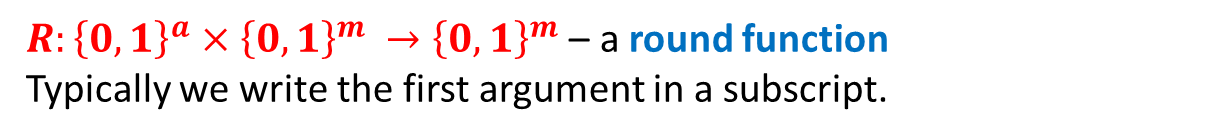 R: {0, 1}ᵃ × {0, 1}ᵐ → {0, 1}ᵐ – a round function
Typically we write the first argument in a subscript.